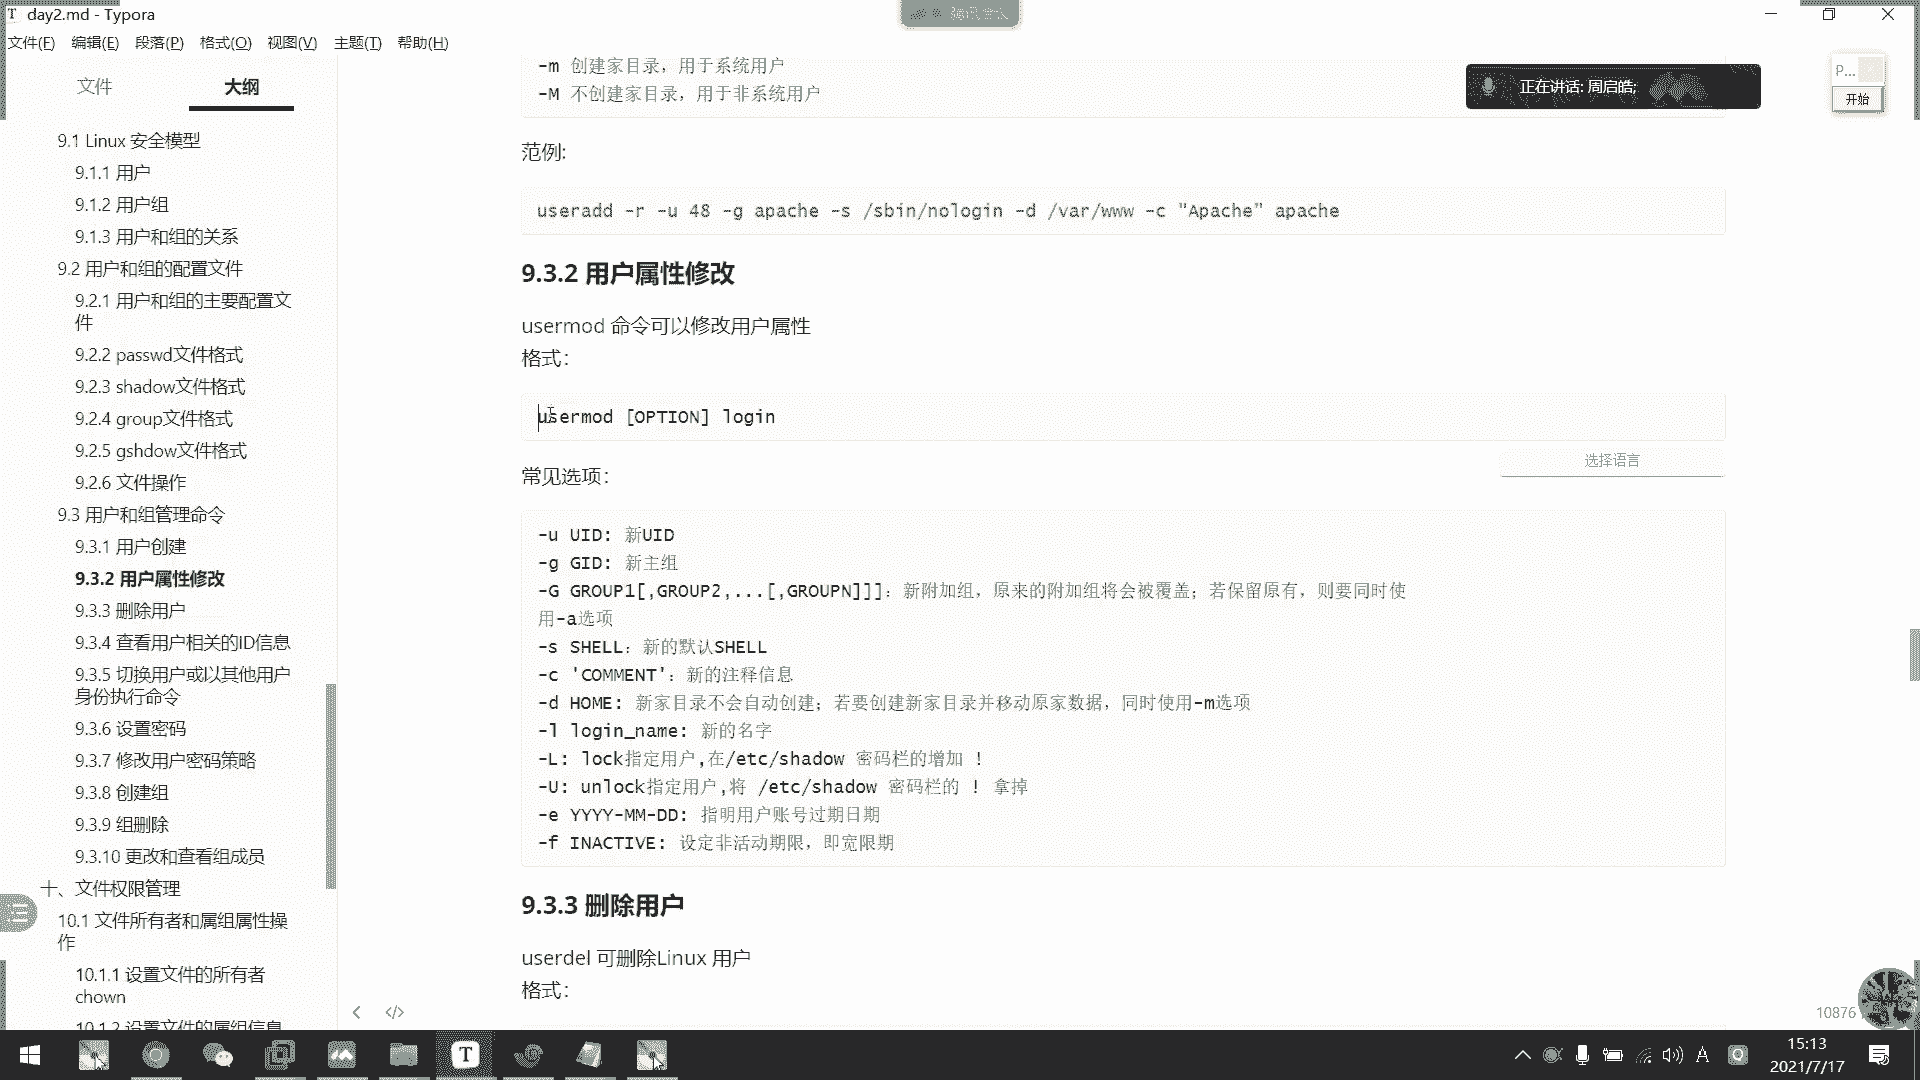 day2.md - Typora
文件(F) 编辑(E) 段落(P) 格式(O) 视图(V) 主题(T) 帮助(H)
文件 大纲
9.1 Linux 安全模型
9.1.1 用户
9.1.2 用户组
9.1.3 用户和组的关系
9.2 用户和组的配置文件
9.2.1 用户和组的主要配置文
件
9.2.2 passwd文件格式
9.2.3 shadow文件格式
9.2.4 group文件格式
9.2.5 gshdow文件格式
9.2.6 文件操作
9.3 用户和组管理命令
9.3.1 用户创建
9.3.2 用户属性修改
9.3.3 删除用户
9.3.4 查看用户相关的ID信息
9.3.5 切换用户或以其他用户
身份执行命令
9.3.6 设置密码
9.3.7 修改用户密码策略
9.3.8 创建组
9.3.9 组删除
9.3.10 更改和查看组成员
十、文件权限管理
10.1 文件所有者和属组属性操
作
10.1.1 设置文件的所有者
chown
10.1.2 设置文件的属组信息
-m 创建家目录，用于系统用户
-M 不创建家目录，用于非系统用户
范例:
useradd -r -u 48 -g apache -s /sbin/nologin -d /var/www -c "Apache" apache
9.3.2 用户属性修改
usermod 命令可以修改用户属性
格式：
usermod [OPTION] login
选择语言
常见选项：
-u UID: 新UID
-g GID: 新主组
-G GROUP1[,GROUP2,...[,GROUPN]]]：新附加组，原来的附加组将会被覆盖；若保留原有，则要同时使
用-a选项
-s SHELL：新的默认SHELL
-c 'COMMENT'：新的注释信息
-d HOME: 新家目录不会自动创建；若要创建新家目录并移动原家数据，同时使用-m选项
-l login_name: 新的名字
-L: lock指定用户,在/etc/shadow 密码栏的增加 !
-U: unlock指定用户,将 /etc/shadow 密码栏的 ! 拿掉
-e YYYY-MM-DD: 指明用户账号过期日期
-f INACTIVE: 设定非活动期限，即宽限期
9.3.3 删除用户
userdel 可删除Linux 用户
格式：
正在讲话: 周启皓;
P...
开始
10876
15:13
2021/7/17